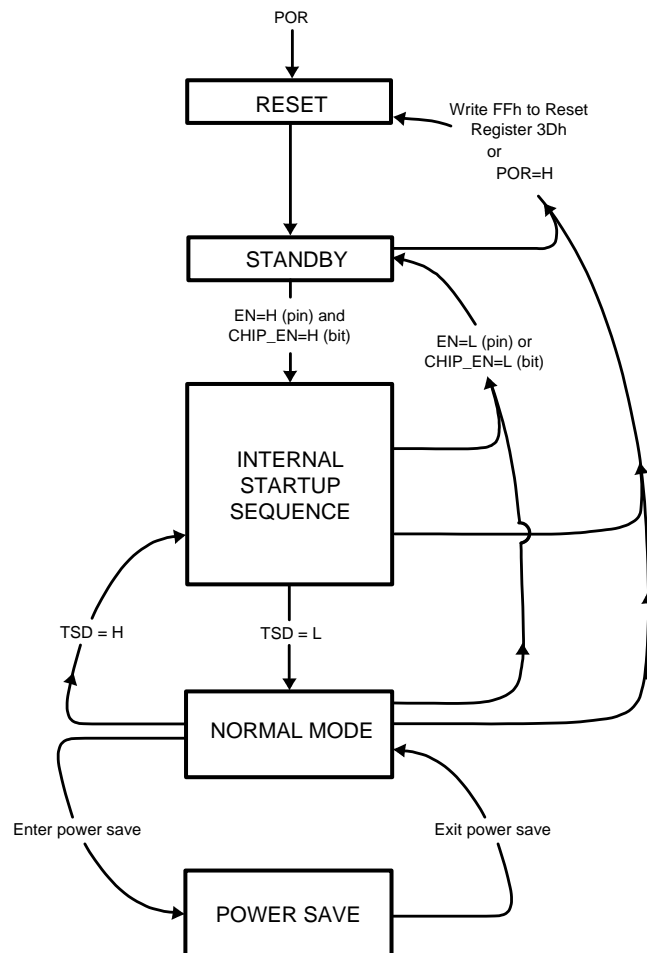 POR
RESET
Write FFh to Reset
Register 3Dh
or
POR=H
STANDBY
EN=H (pin) and
CHIP_EN=H (bit)
EN=L (pin) or
CHIP_EN=L (bit)
INTERNAL
STARTUP
SEQUENCE
TSD = H
TSD = L
NORMAL MODE
Enter power save
Exit power save
POWER SAVE